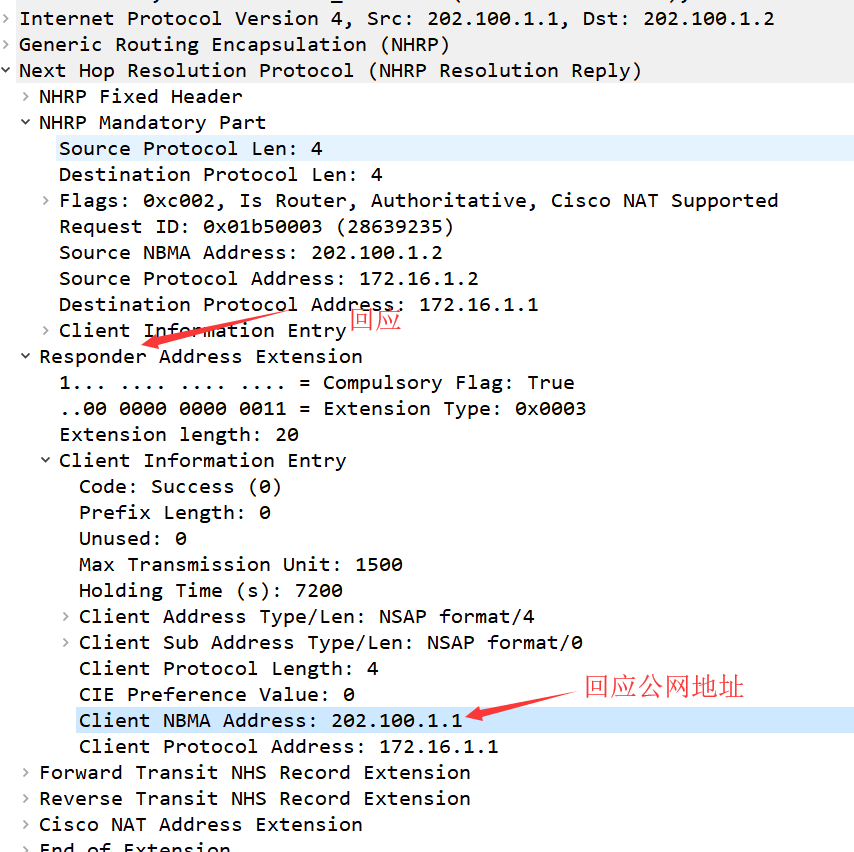 Internet Protocol Version 4, Src: 202.100.1.1, Dst: 202.100.1.2
Generic Routing Encapsulation (NHRP)
Next Hop Resolution Protocol (NHRP Resolution Reply)
NHRP Fixed Header
NHRP Mandatory Part
Source Protocol Len: 4
Destination Protocol Len: 4
Flags: 0xc002, Is Router, Authoritative, Cisco NAT Supported
Request ID: 0x01b50003 (28639235)
Source NBMA Address: 202.100.1.2
Source Protocol Address: 172.16.1.2
Destination Protocol Address: 172.16.1.1
回应
Client Information Entry
Responder Address Extension
1... .... .... .... = Compulsory Flag: True
..00 0000 0000 0011 = Extension Type: 0x0003
Extension length: 20
Client Information Entry
Code: Success (0)
Prefix Length: 0
Unused: 0
Max Transmission Unit: 1500
Holding Time (s): 7200
Client Address Type/Len: NSAP format/4
Client Sub Address Type/Len: NSAP format/0
Client Protocol Length: 4
CIE Preference Value: 0
回应公网地址
Client NBMA Address: 202.100.1.1
Client Protocol Address: 172.16.1.1
Forward Transit NHS Record Extension
Reverse Transit NHS Record Extension
Cisco NAT Address Extension
End of Extension